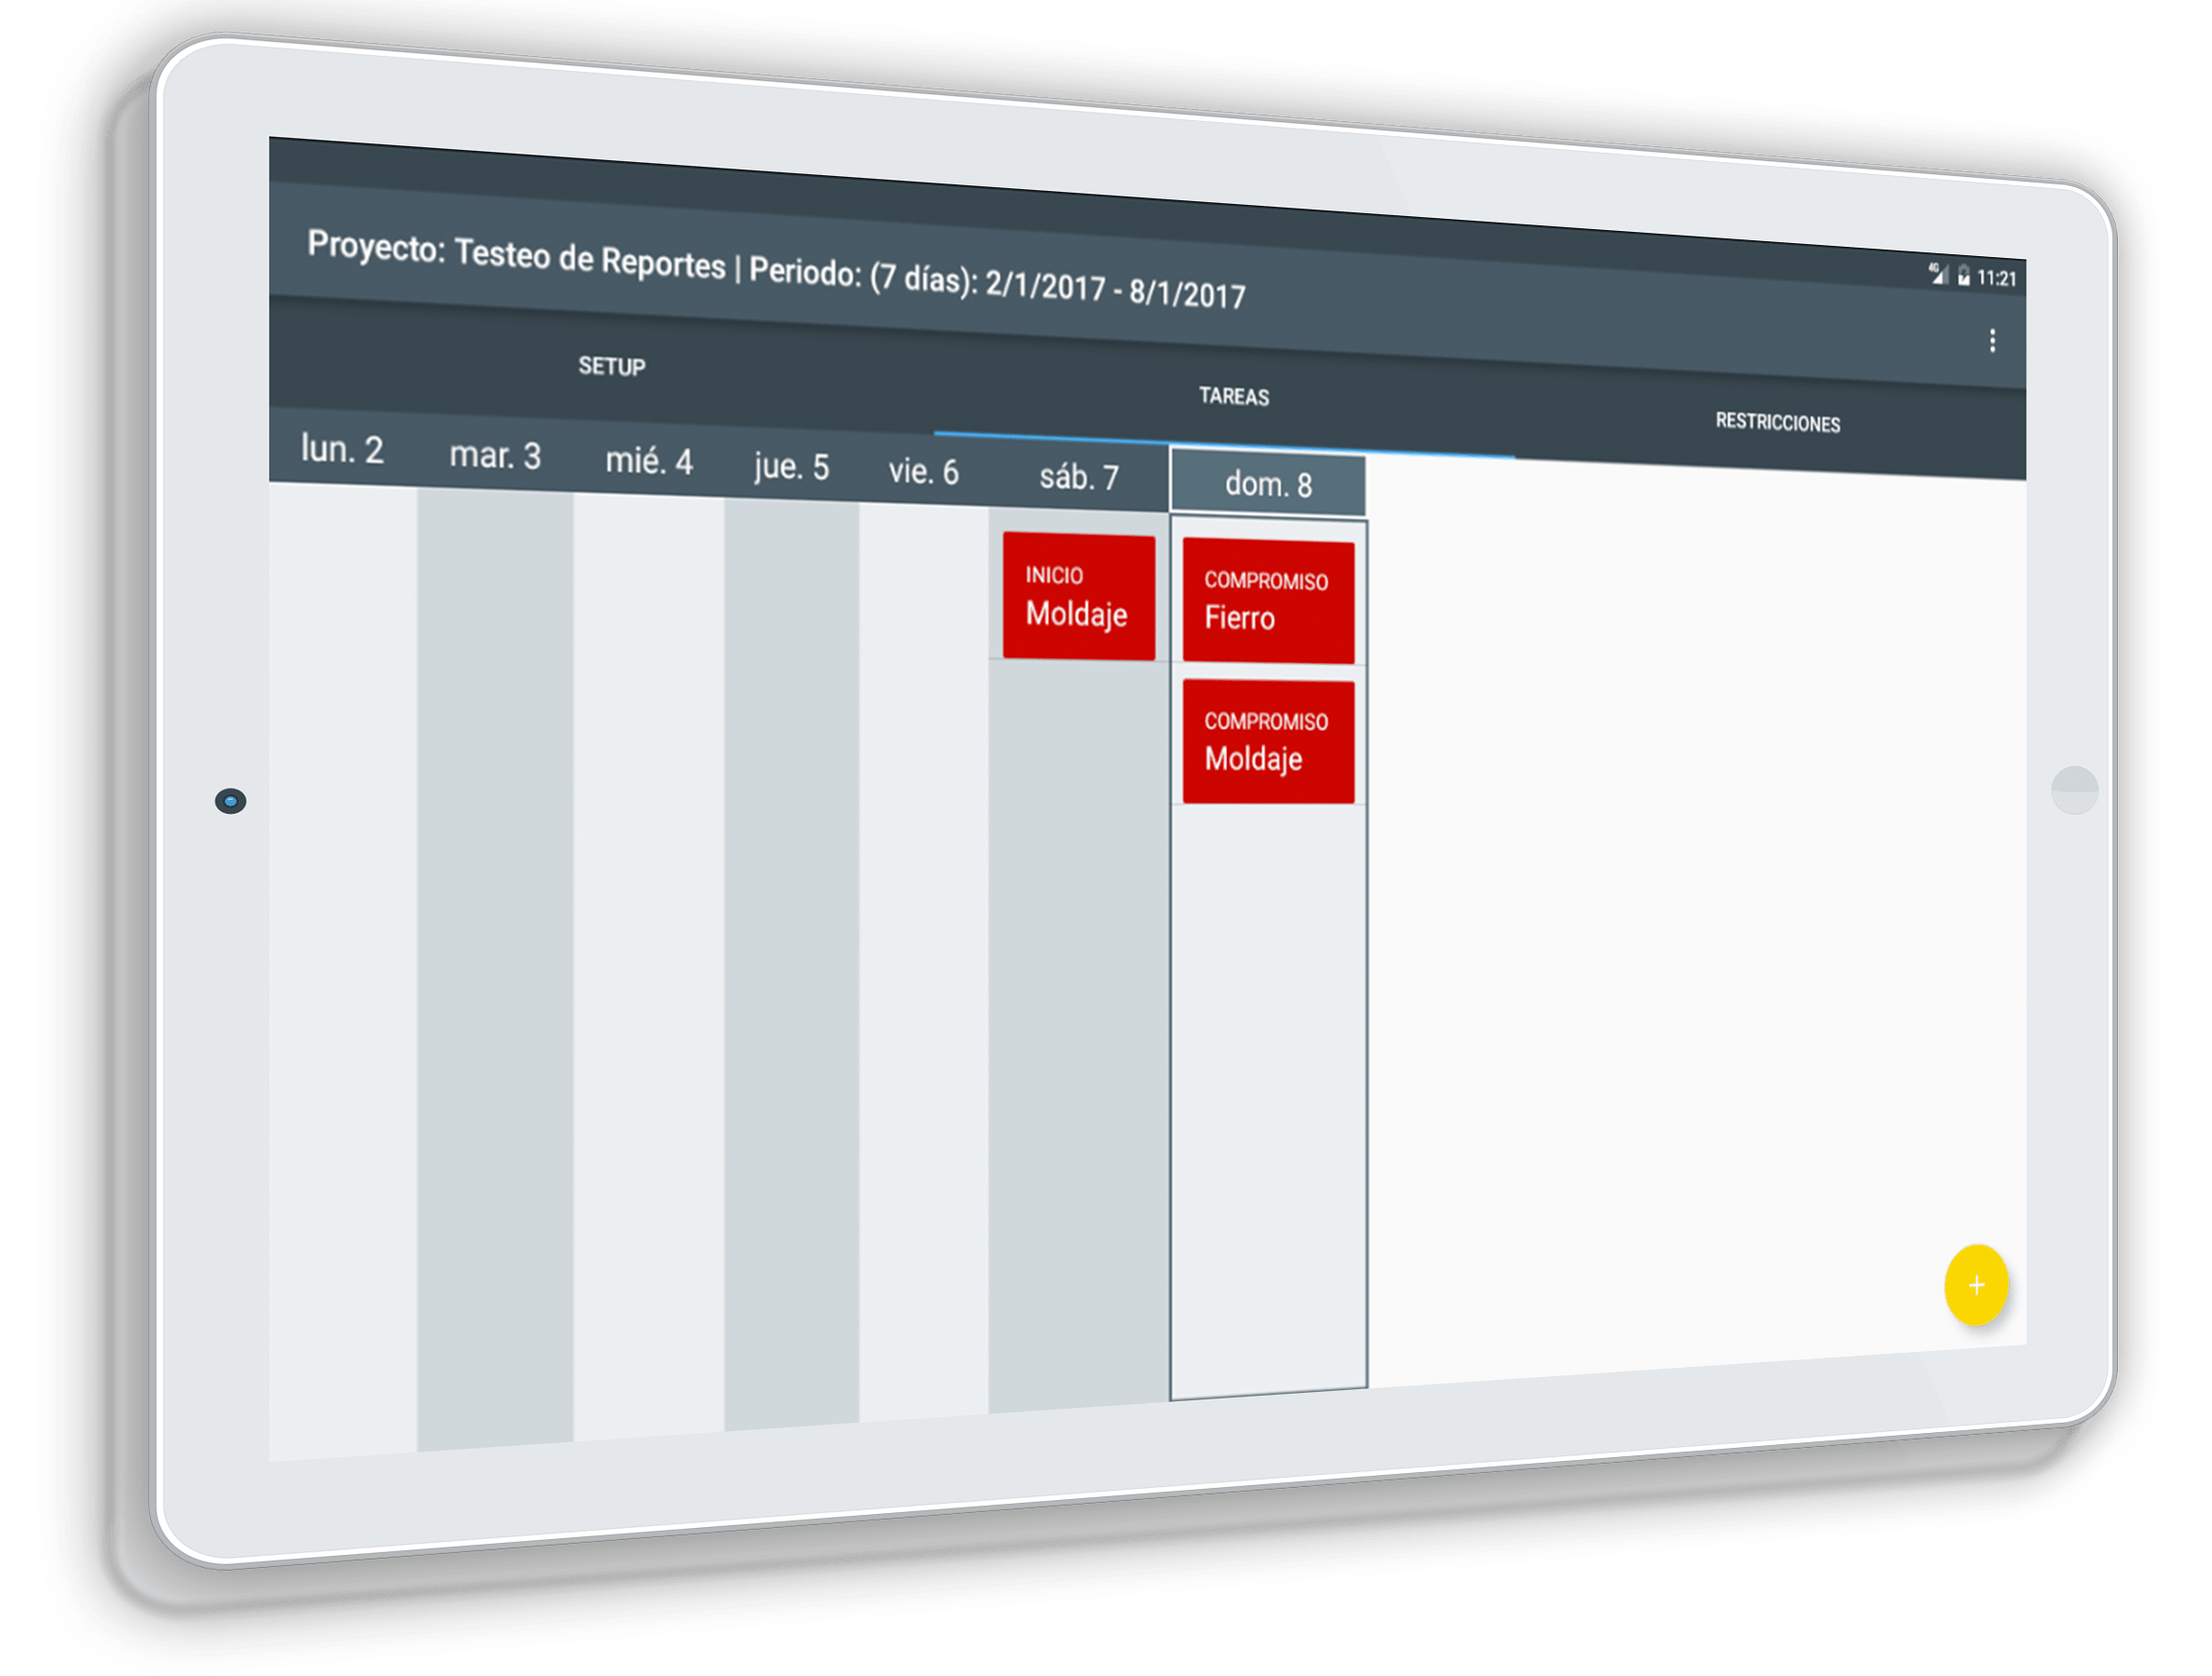 4G 11:21
Proyecto: Testeo de Reportes | Periodo: (7 días): 2/1/2017 - 8/1/2017
SETUP TAREAS RESTRICCIONES
lun. 2 mar. 3 mié. 4 jue. 5 vie. 6 sáb. 7 dom. 8
INICIO
Moldaje
COMPROMISO
Fierro
COMPROMISO
Moldaje
+